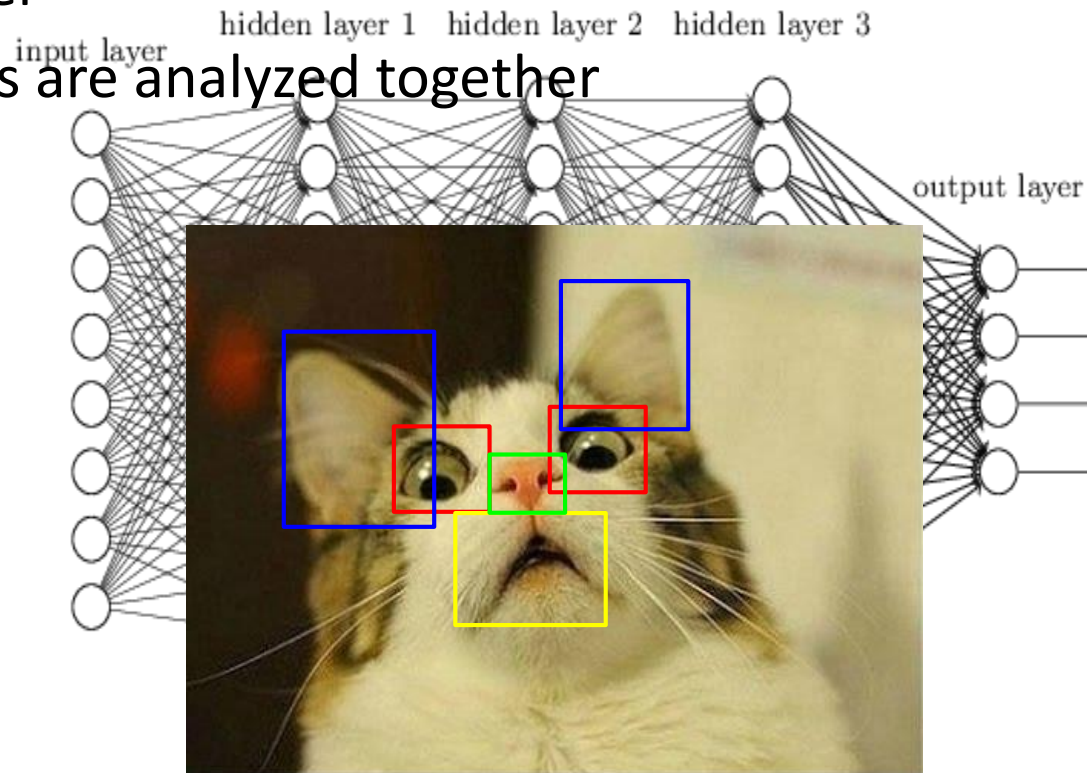 hidden layer 1 hidden layer 2 hidden layer 3
input layer
s are analyzed together
output layer